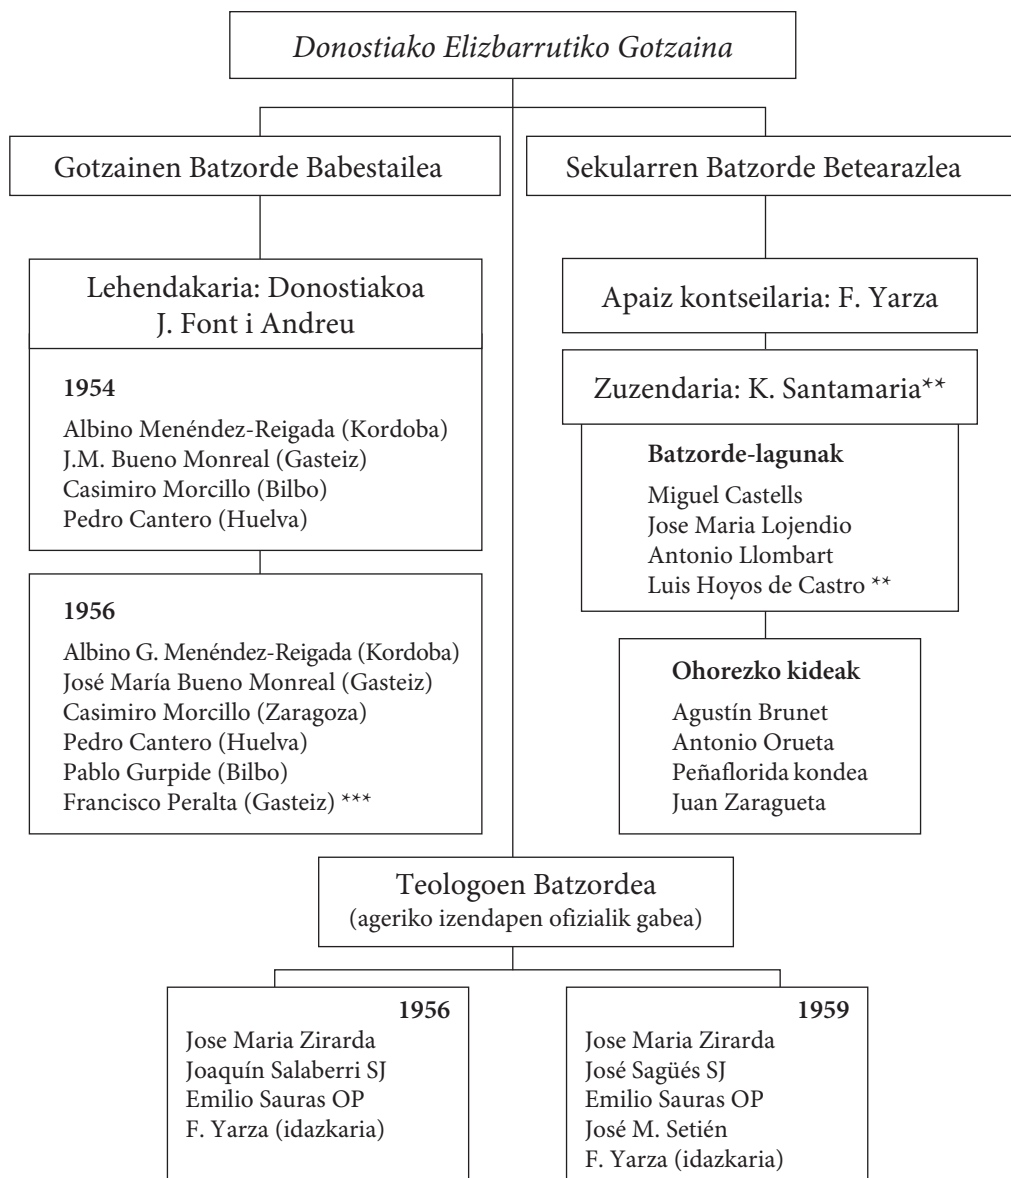 Donostiako Elizbarrutiko Gotzaina
Gotzainen Batzorde Babestailea
Sekularren Batzorde Betearazlea
Lehendakaria: Donostiakoa
J. Font i Andreu
1954
Albino Menéndez-Reigada (Kordoba)
J.M. Bueno Monreal (Gasteiz)
Casimiro Morcillo (Bilbo)
Pedro Cantero (Huelva)
1956
Albino G. Menéndez-Reigada (Kordoba)
José María Bueno Monreal (Gasteiz)
Casimiro Morcillo (Zaragoza)
Pedro Cantero (Huelva)
Pablo Gurpide (Bilbo)
Francisco Peralta (Gasteiz) ***
Apaiz kontseilaria: F. Yarza
Zuzendaria: K. Santamaria**
Batzorde-lagunak
Miguel Castells
Jose Maria Lojendio
Antonio Llombart
Luis Hoyos de Castro **
Ohorezko kideak
Agustín Brunet
Antonio Orueta
Peñaflorida kondea
Juan Zaragueta
Teologoen Batzordea
(ageriko izendapen ofizialik gabea)
1956
Jose Maria Zirarda
Joaquín Salaberri SJ
Emilio Sauras OP
F. Yarza (idazkaria)
1959
Jose Maria Zirarda
José Sagüés SJ
Emilio Sauras OP
José M. Setién
F. Yarza (idazkaria)